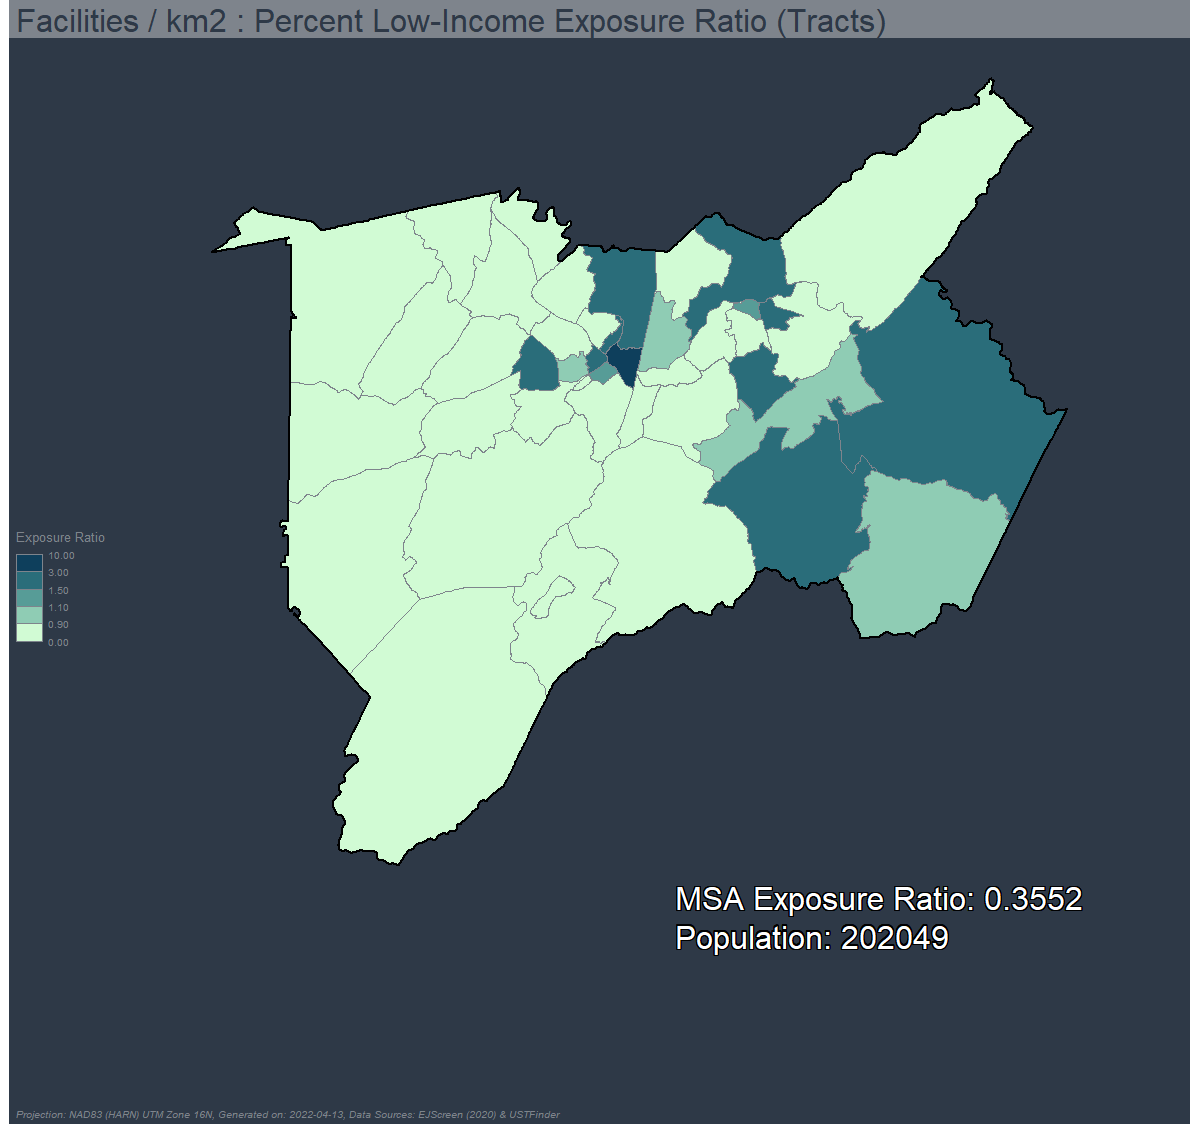 Facilities / km2 : Percent Low-Income Exposure Ratio (Tracts)
Exposure Ratio
10.00
3.00
1.50
1.10
0.90
0.00
MSA Exposure Ratio: 0.3552
Population: 202049
Projection: NAD83 (HARN) UTM Zone 16N, Generated on: 2022-04-13, Data Sources: EJScreen (2020) & USTFinder